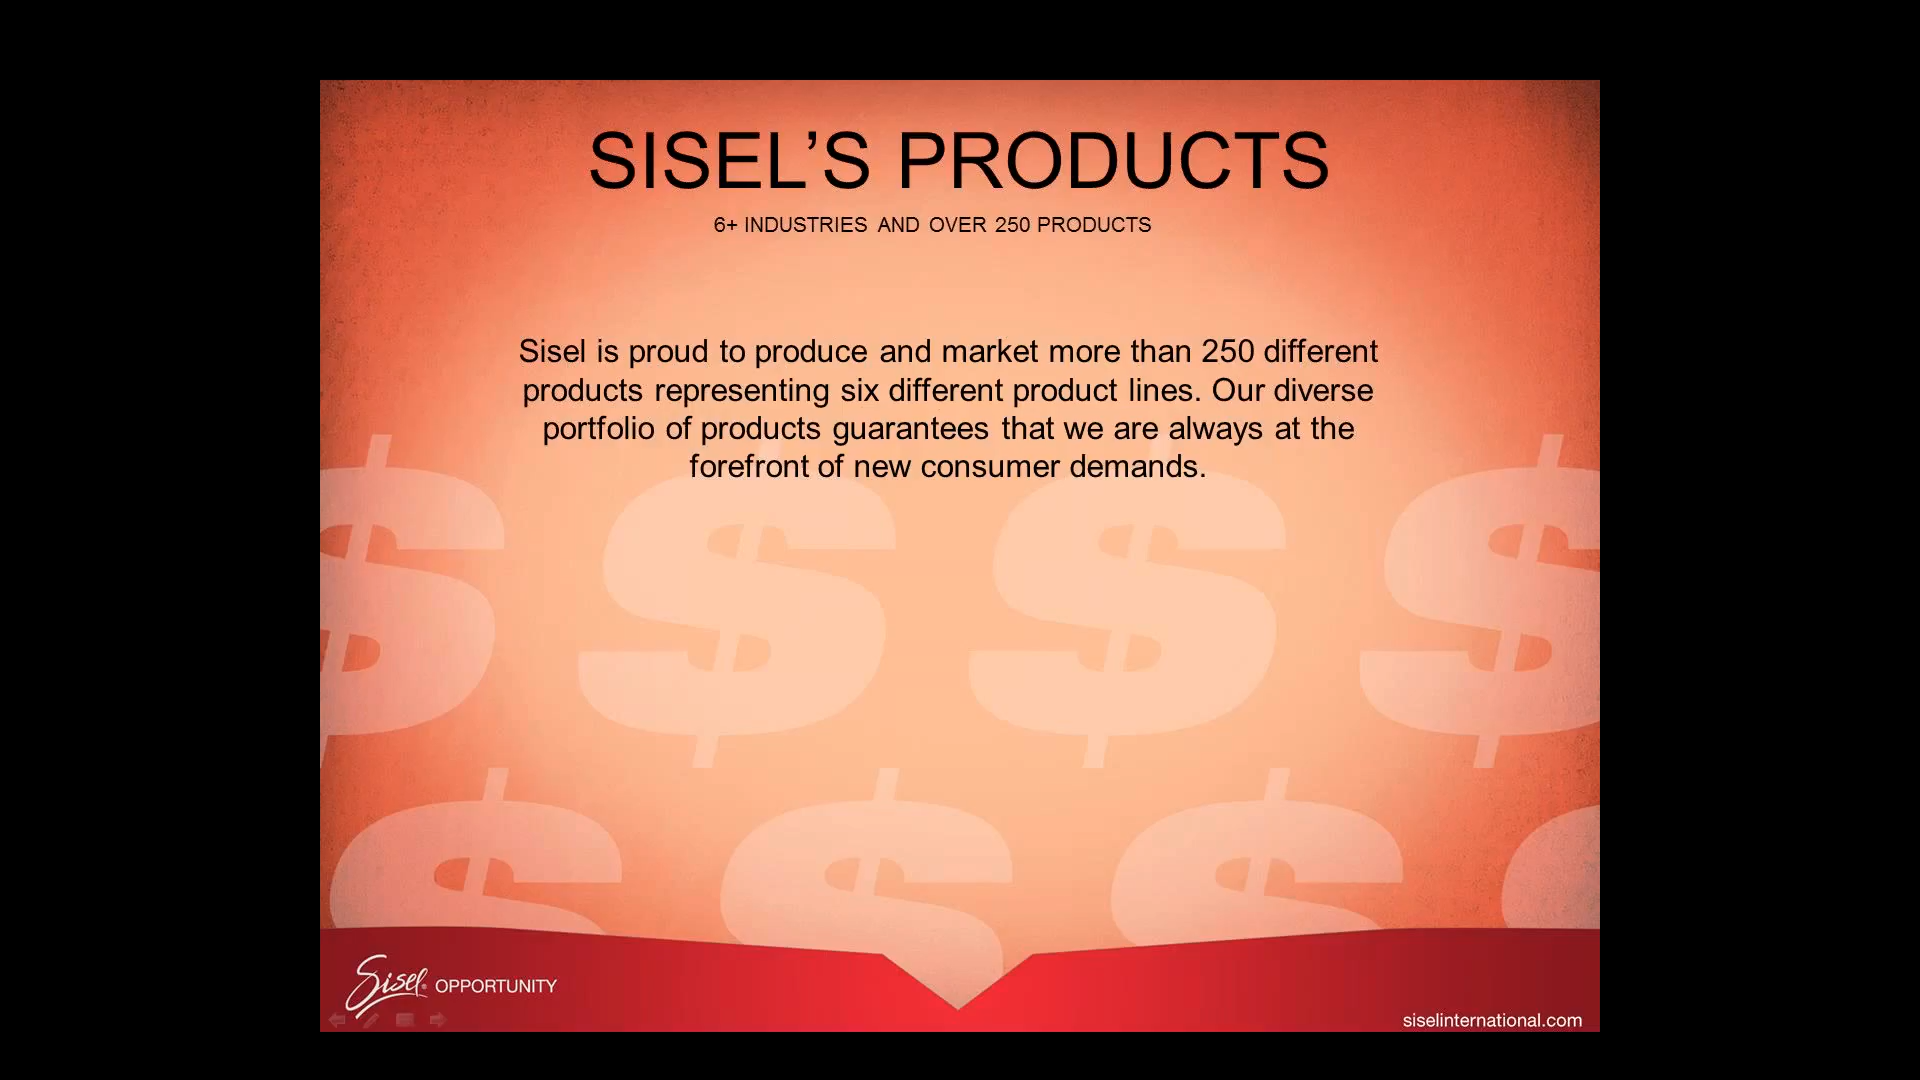 SISEL’S PRODUCTS
6+ INDUSTRIES AND OVER 250 PRODUCTS
Sisel is proud to produce and market more than 250 different
products representing six different product lines. Our diverse
portfolio of products guarantees that we are always at the
forefront of new consumer demands.
$ $ $ $
$ $ $ $
Sisel® OPPORTUNITY
siselinternational.com